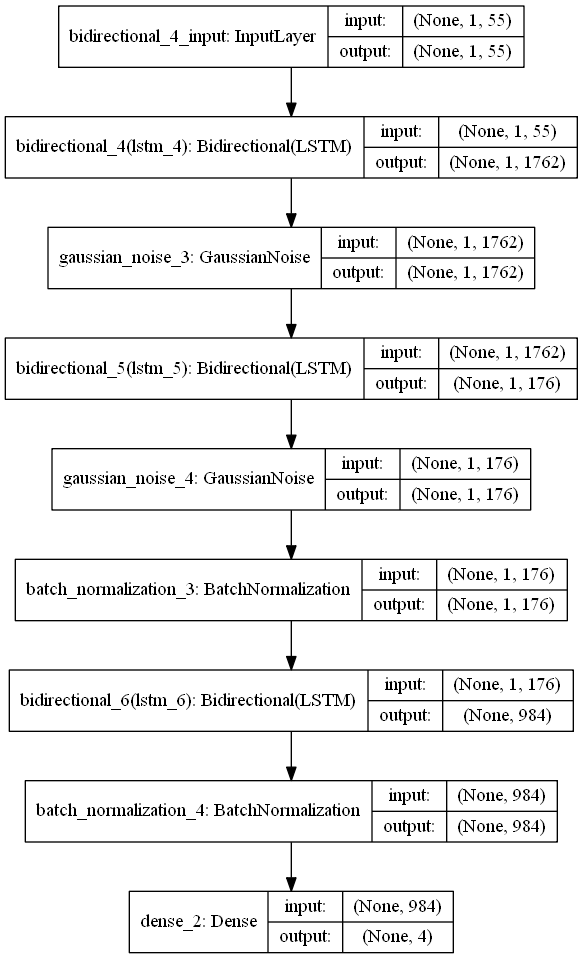 bidirectional_4_input: InputLayer
input: (None, 1, 55)
output: (None, 1, 55)
bidirectional_4(lstm_4): Bidirectional(LSTM)
input: (None, 1, 55)
output: (None, 1, 1762)
gaussian_noise_3: GaussianNoise
input: (None, 1, 1762)
output: (None, 1, 1762)
bidirectional_5(lstm_5): Bidirectional(LSTM)
input: (None, 1, 1762)
output: (None, 1, 176)
gaussian_noise_4: GaussianNoise
input: (None, 1, 176)
output: (None, 1, 176)
batch_normalization_3: BatchNormalization
input: (None, 1, 176)
output: (None, 1, 176)
bidirectional_6(lstm_6): Bidirectional(LSTM)
input: (None, 1, 176)
output: (None, 984)
batch_normalization_4: BatchNormalization
input: (None, 984)
output: (None, 984)
dense_2: Dense
input: (None, 984)
output: (None, 4)